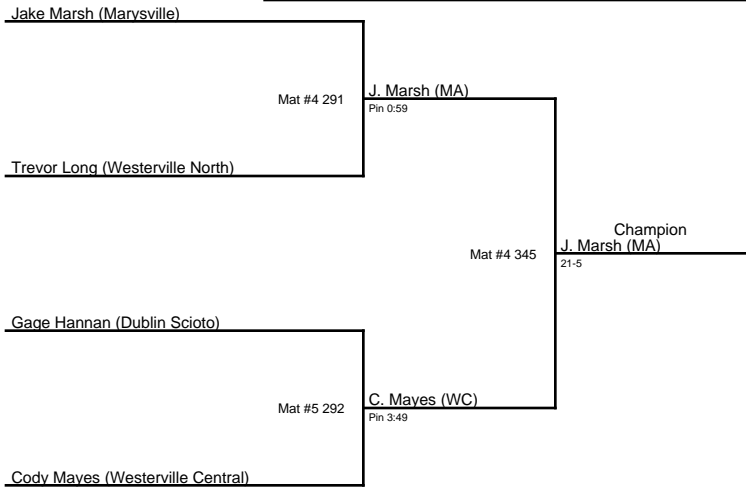 Jake Marsh (Marysville)
Mat #4 291
J. Marsh (MA)
Pin 0:59
Trevor Long (Westerville North)
Champion
Mat #4 345
J. Marsh (MA)
21-5
Gage Hannan (Dublin Scioto)
Mat #5 292
C. Mayes (WC)
Pin 3:49
Cody Mayes (Westerville Central)